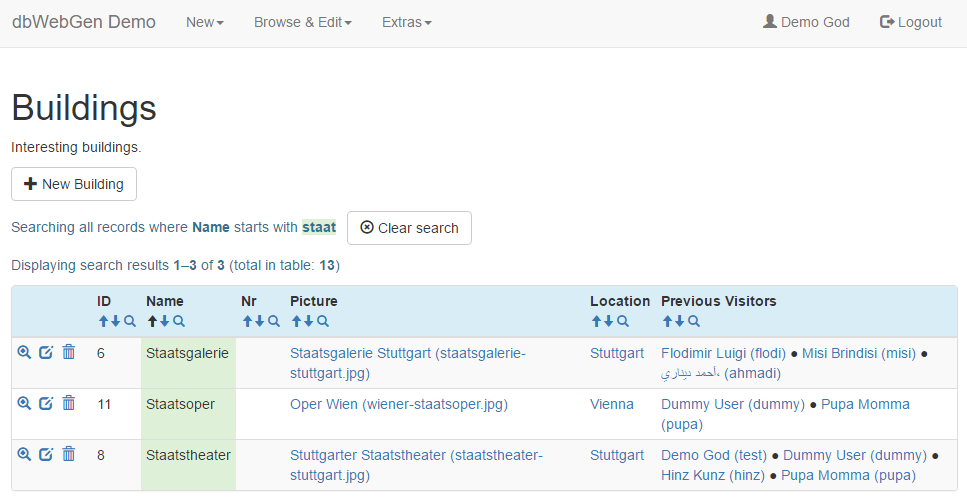 dbWebGen Demo New Browse & Edit Extras Demo God Logout
Buildings
Interesting buildings.
New Building
Searching all records where Name starts with staat Clear search
Displaying search results 1–3 of 3 (total in table: 13)
ID Name Nr Picture Location Previous Visitors
6 Staatsgalerie Staatsgalerie Stuttgart (staatsgalerie-stuttgart.jpg) Stuttgart Flodimir Luigi (flodi) ● Misi Brindisi (misi) ● أحمد ديناري، (ahmadi)
11 Staatsoper Oper Wien (wiener-staatsoper.jpg) Vienna Dummy User (dummy) ● Pupa Momma (pupa)
8 Staatstheater Stuttgarter Staatstheater (staatstheater-stuttgart.jpg) Stuttgart Demo God (test) ● Dummy User (dummy) ● Hinz Kunz (hinz) ● Pupa Momma (pupa)